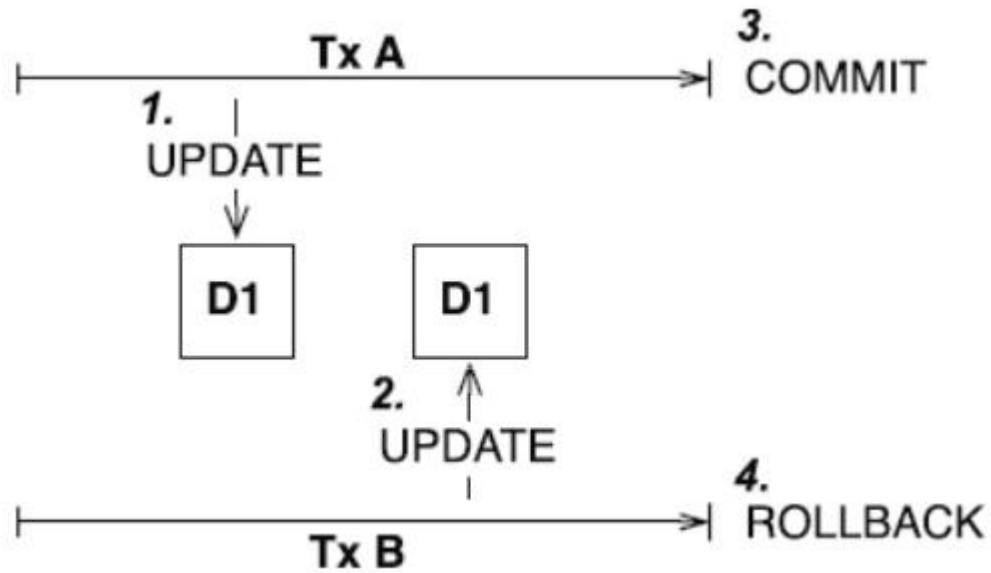 Tx A
3.
COMMIT
1.
UPDATE
D1 D1
2.
UPDATE
4.
ROLLBACK
Tx B